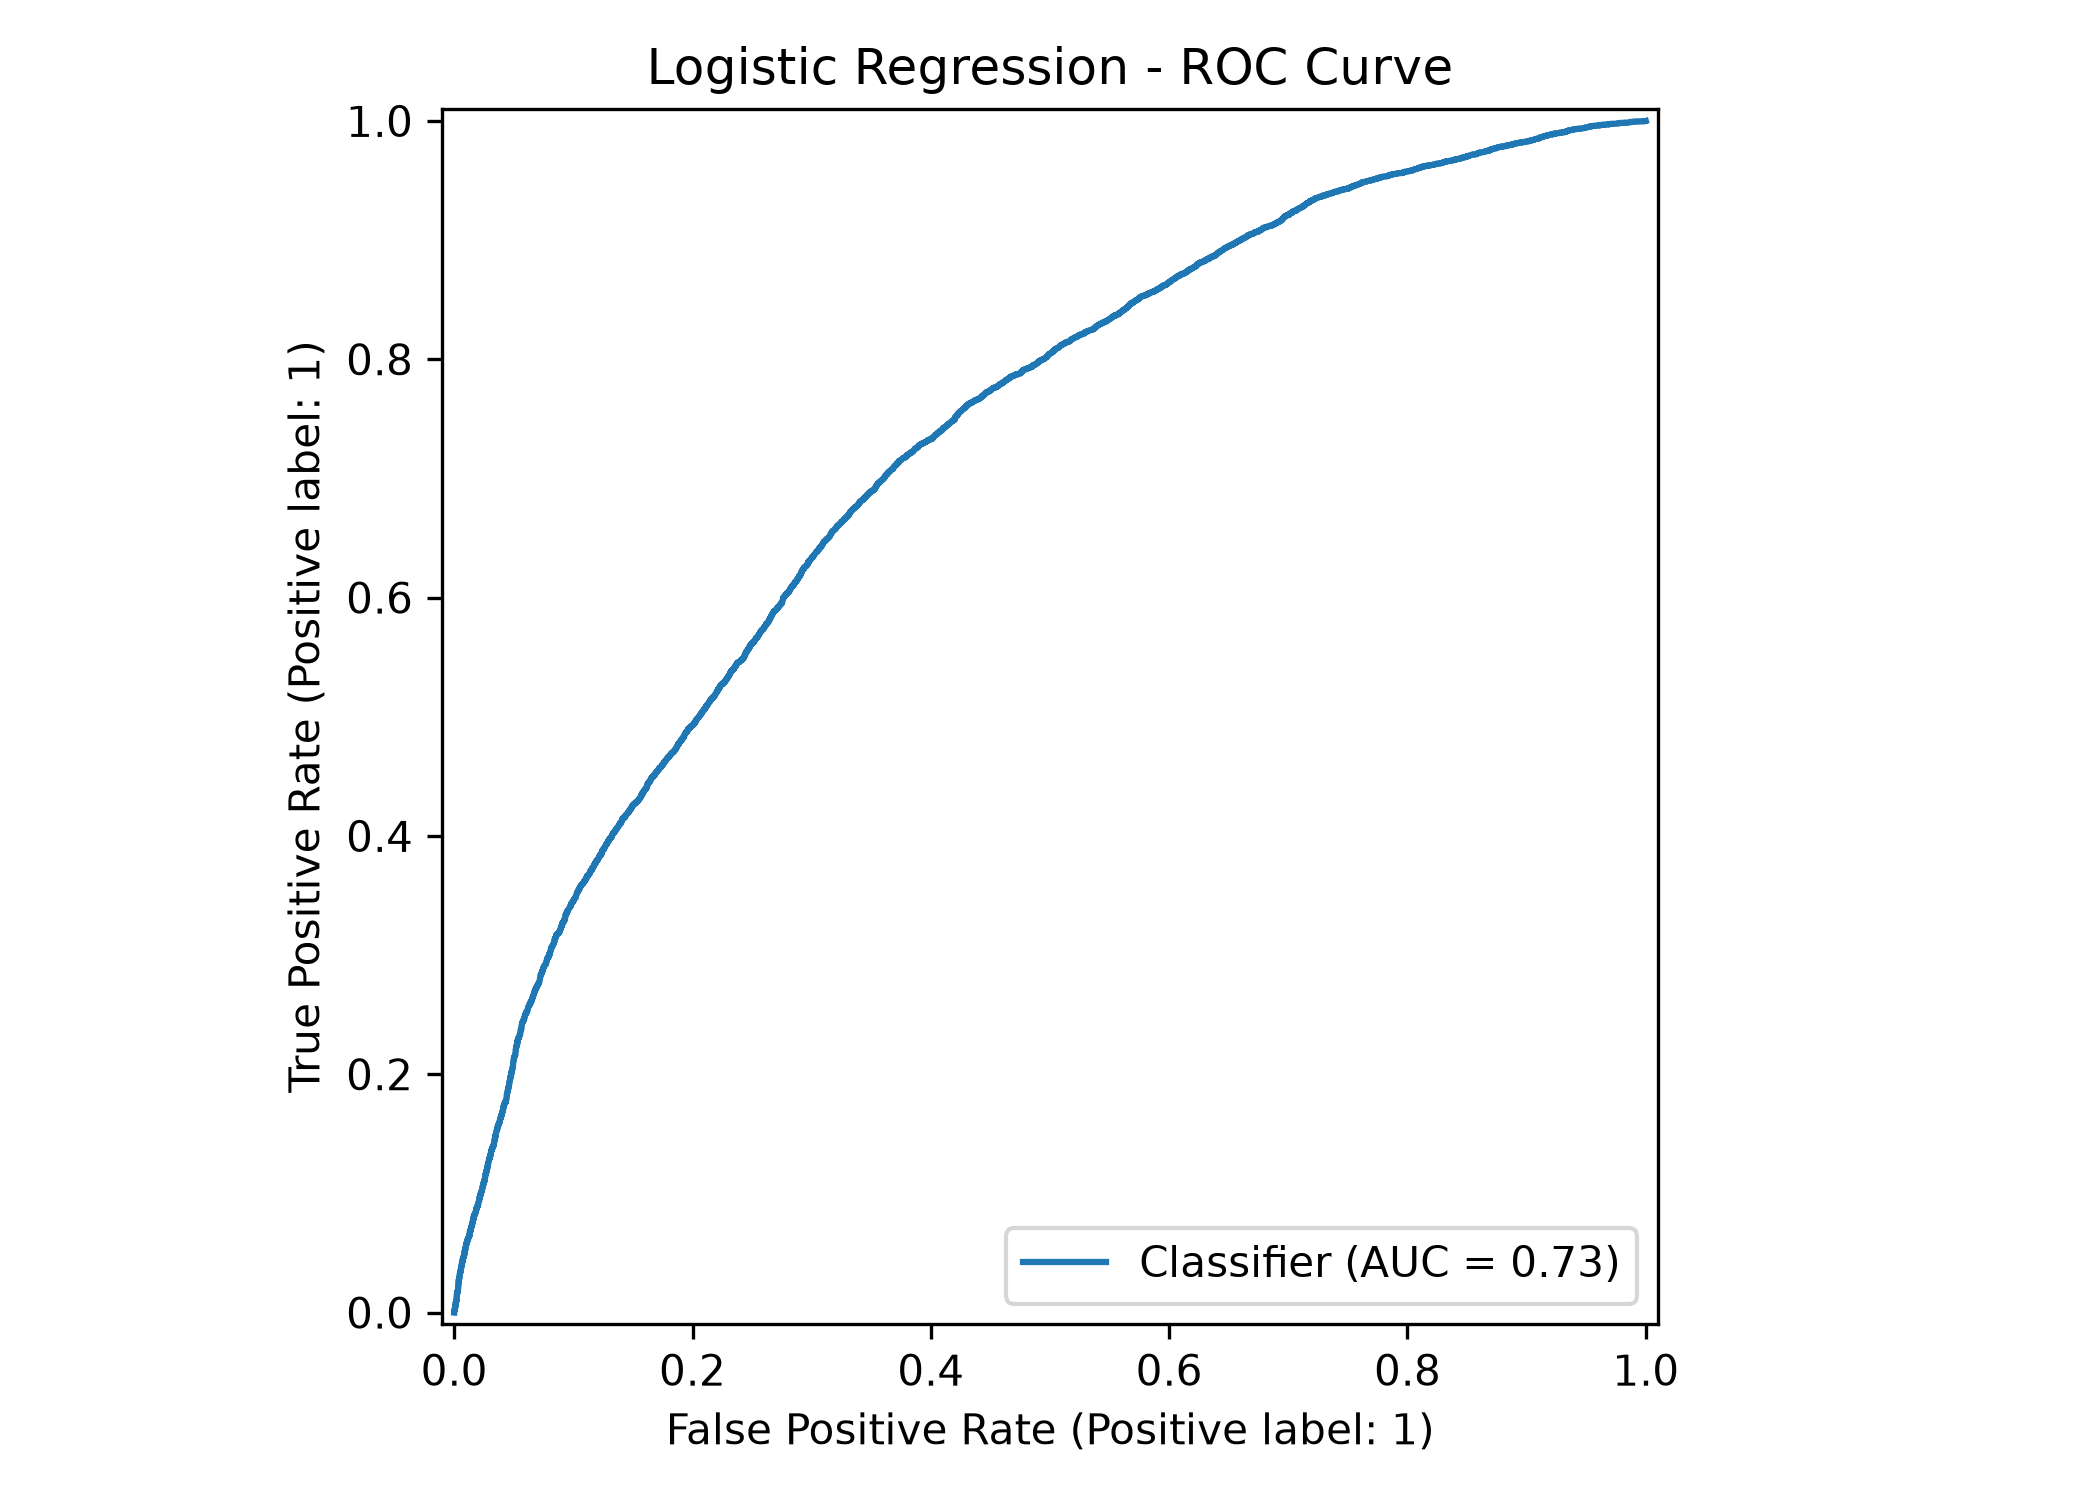 Logistic Regression - ROC Curve
True Positive Rate (Positive label: 1)
1.0
0.8
0.6
0.4
0.2
0.0
Classifier (AUC = 0.73)
0.0 0.2 0.4 0.6 0.8 1.0
False Positive Rate (Positive label: 1)